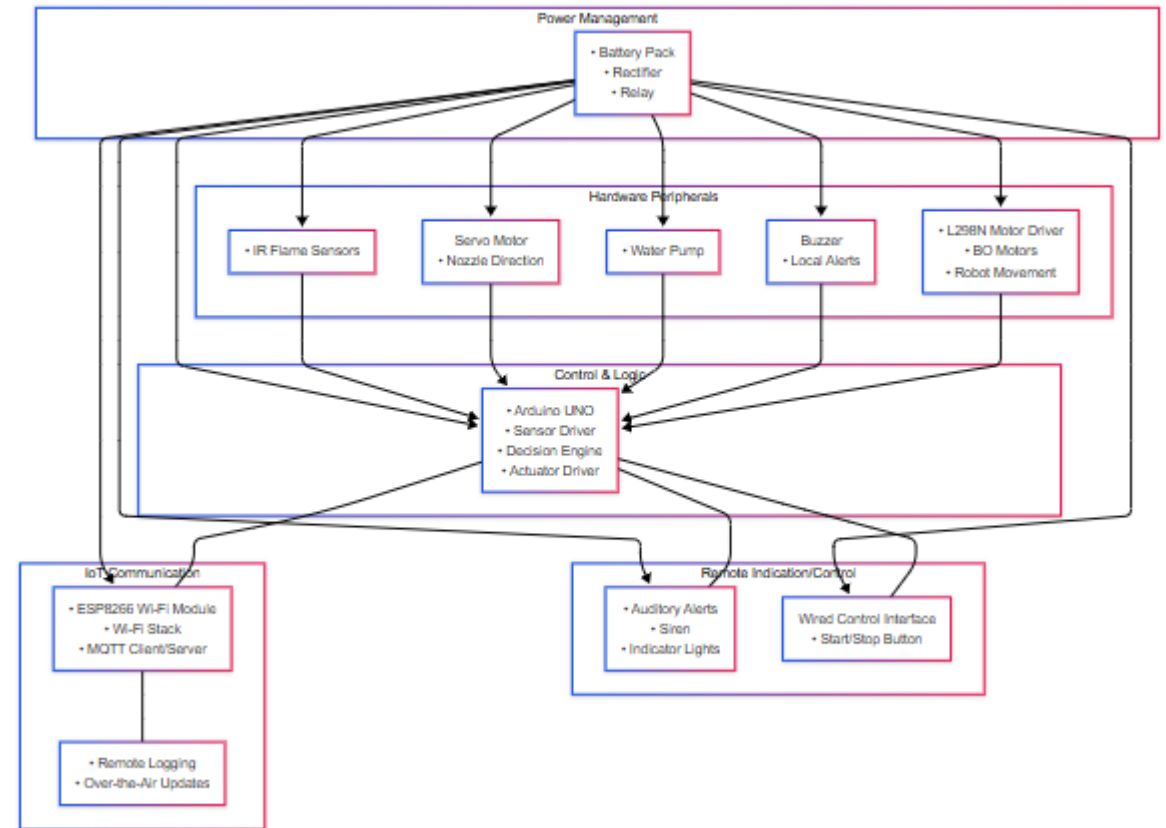 Power Management
• Battery Pack
• Rectifier
• Relay
Hardware Peripherals
• IR Flame Sensors
Servo Motor
• Nozzle Direction
• Water Pump
Buzzer
• Local Alerts
• L298N Motor Driver
• BO Motors
• Robot Movement
Control & Logic
• Arduino UNO
• Sensor Driver
• Decision Engine
• Actuator Driver
IoT Communication
• ESP8266 Wi-Fi Module
• Wi-Fi Stack
• MQTT Client/Server
• Remote Logging
• Over-the-Air Updates
Remote Indication/Control
• Auditory Alerts
• Siren
• Indicator Lights
Wired Control Interface
• Start/Stop Button